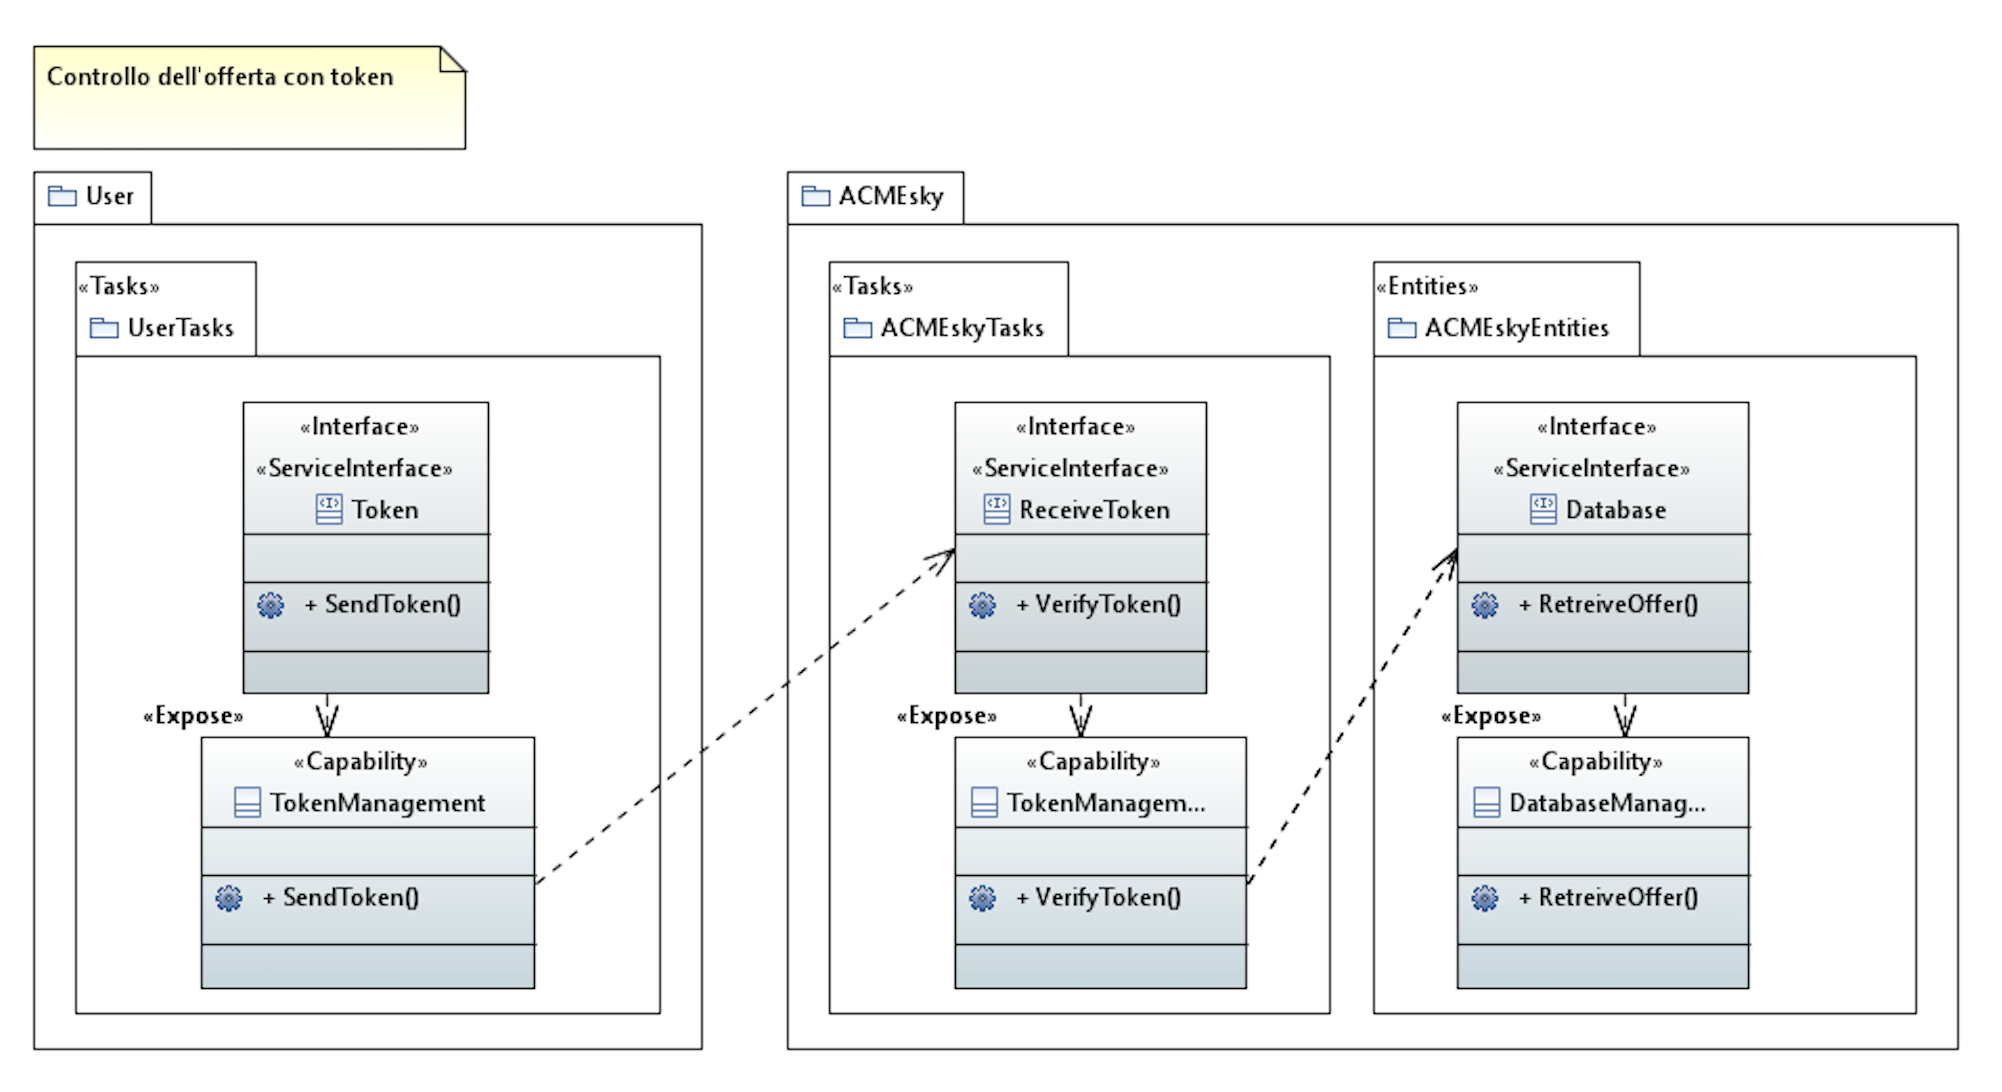 Controllo dell'offerta con token
User
«Tasks»
UserTasks
«Interface»
«ServiceInterface»
<I> Token
+ SendToken()
«Expose»
«Capability»
TokenManagement
+ SendToken()
ACMEsky
«Tasks»
ACMEskyTasks
«Interface»
«ServiceInterface»
<I> ReceiveToken
+ VerifyToken()
«Expose»
«Capability»
TokenManagem...
+ VerifyToken()
«Entities»
ACMEskyEntities
«Interface»
«ServiceInterface»
<I> Database
+ RetreiveOffer()
«Expose»
«Capability»
DatabaseManag...
+ RetreiveOffer()